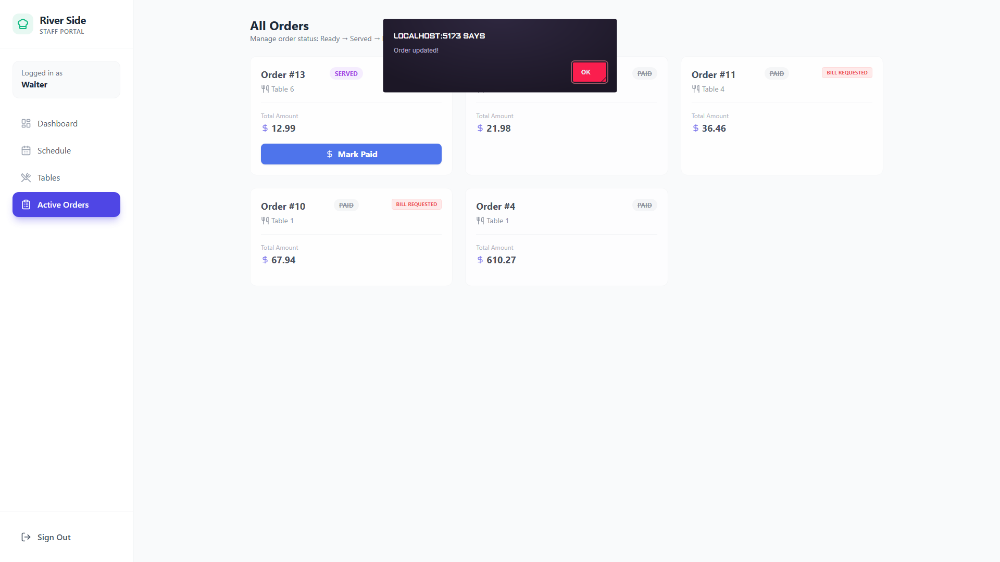 River Side
STAFF PORTAL
Logged in as
Waiter
Dashboard
Schedule
Tables
Active Orders
Sign Out
All Orders
Manage order status: Ready → Served →
LOCALHOST:5173 SAYS
Order updated!
OK
Order #13
SERVED
Table 6
Total Amount
$ 12.99
$ Mark Paid
PAID
Total Amount
$ 21.98
Order #11
PAID
BILL REQUESTED
Table 4
Total Amount
$ 36.46
Order #10
PAID
BILL REQUESTED
Table 1
Total Amount
$ 67.94
Order #4
PAID
Table 1
Total Amount
$ 610.27